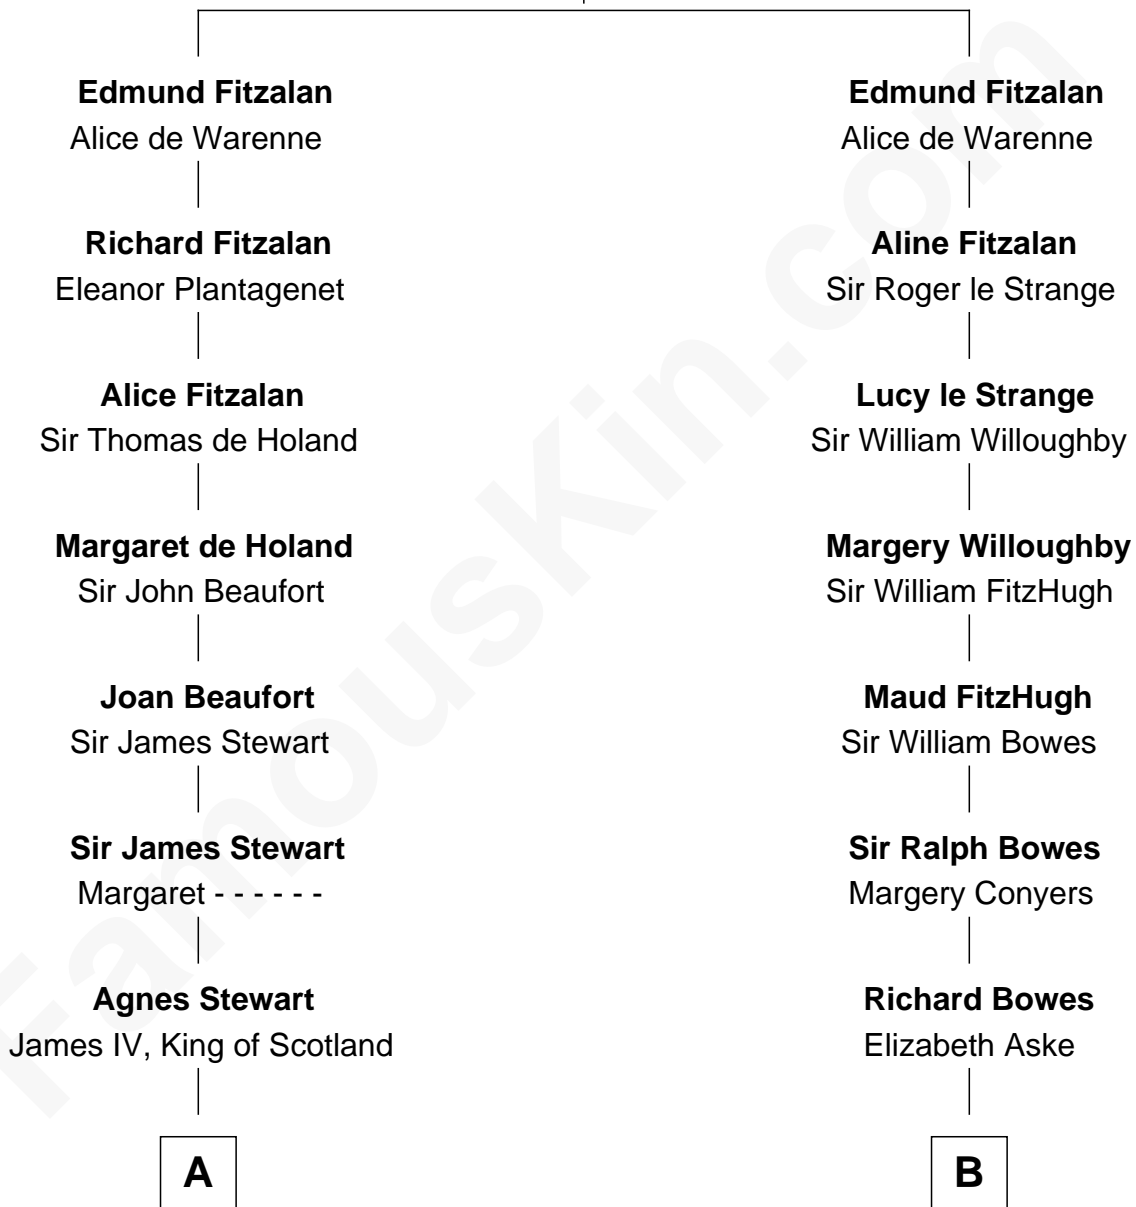 Edmund Fitzalan
Alice de Warenne
Richard Fitzalan
Eleanor Plantagenet
Alice Fitzalan
Sir Thomas de Holand
Margaret de Holand
Sir John Beaufort
Joan Beaufort
Sir James Stewart
Sir James Stewart
Margaret - - - - - -
Agnes Stewart
James IV, King of Scotland
A
Edmund Fitzalan
Alice de Warenne
Aline Fitzalan
Sir Roger le Strange
Lucy le Strange
Sir William Willoughby
Margery Willoughby
Sir William FitzHugh
Maud FitzHugh
Sir William Bowes
Sir Ralph Bowes
Margery Conyers
Richard Bowes
Elizabeth Aske
B
FamousKin.com